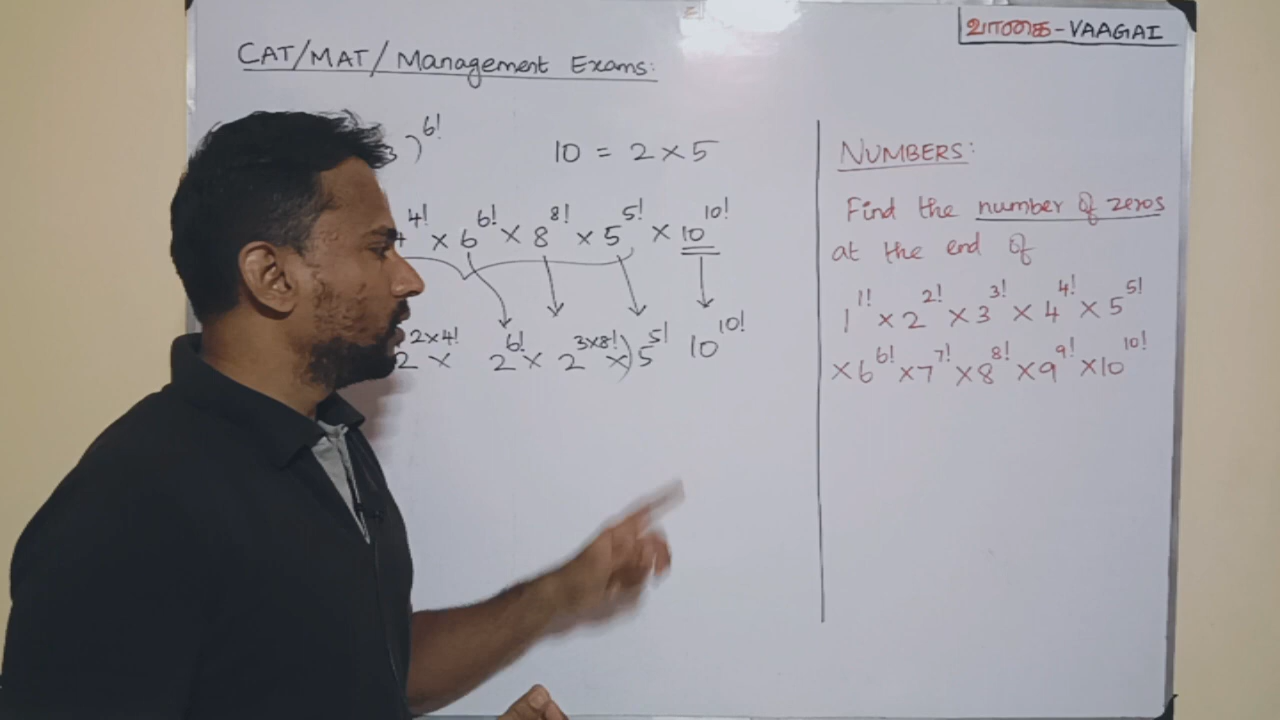 வாகை - VAAGAI
CAT/MAT/ Management Exams:
3)^6!
10 = 2 × 5
4^4! × 6^6! × 8^8! × 5^5! × 10^10!
2^2×4! × 2^6! × 2^3×8! ×) 5^5! 10^10!
NUMBERS:
Find the number of zeros
at the end of
1^1! × 2^2! × 3^3! × 4^4! × 5^5!
× 6^6! × 7^7! × 8^8! × 9^9! × 10^10!